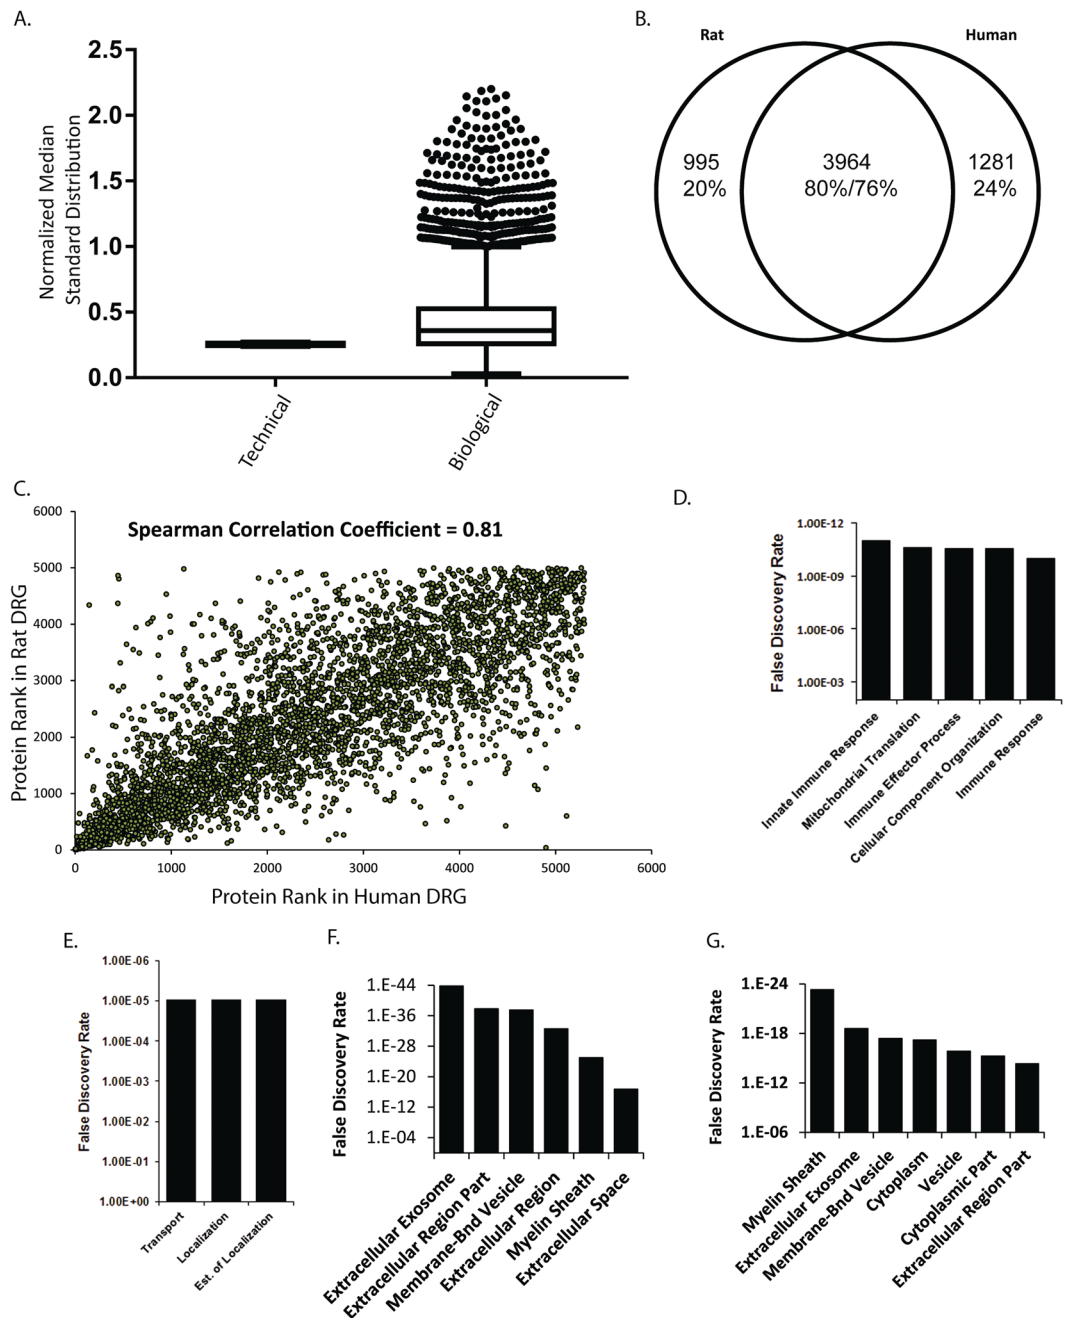 A.
Normalized Median
Standard Distribution
2.5
2.0
1.5
1.0
0.5
0.0
Technical
Biological
B.
Rat
Human
995
20%
3964
80%/76%
1281
24%
C.
Spearman Correlation Coefficient = 0.81
Protein Rank in Rat DRG
6000
5000
4000
3000
2000
1000
0
0
1000
2000
3000
4000
5000
6000
Protein Rank in Human DRG
D.
False Discovery Rate
1.00E-12
1.00E-09
1.00E-06
1.00E-03
Innate Immune Response
Mitochondrial Translation
Immune Effector Process
Cellular Component Organization
Immune Response
E.
False Discovery Rate
1.00E-06
1.00E-05
1.00E-04
1.00E-03
1.00E-02
1.00E-01
1.00E+00
Transport
Localization
Est. of Localization
F.
False Discovery Rate
1.E-44
1.E-36
1.E-28
1.E-20
1.E-12
1.E-04
Extracellular Exosome
Extracellular Region Part
Membrane-Bnd Vesicle
Extracellular Region
Myelin Sheath
Extracellular Space
G.
False Discovery Rate
1.E-24
1.E-18
1.E-12
1.E-06
Myelin Sheath
Extracellular Exosome
Membrane-Bnd Vesicle
Cytoplasm
Vesicle
Cytoplasmic Part
Extracellular Region Part